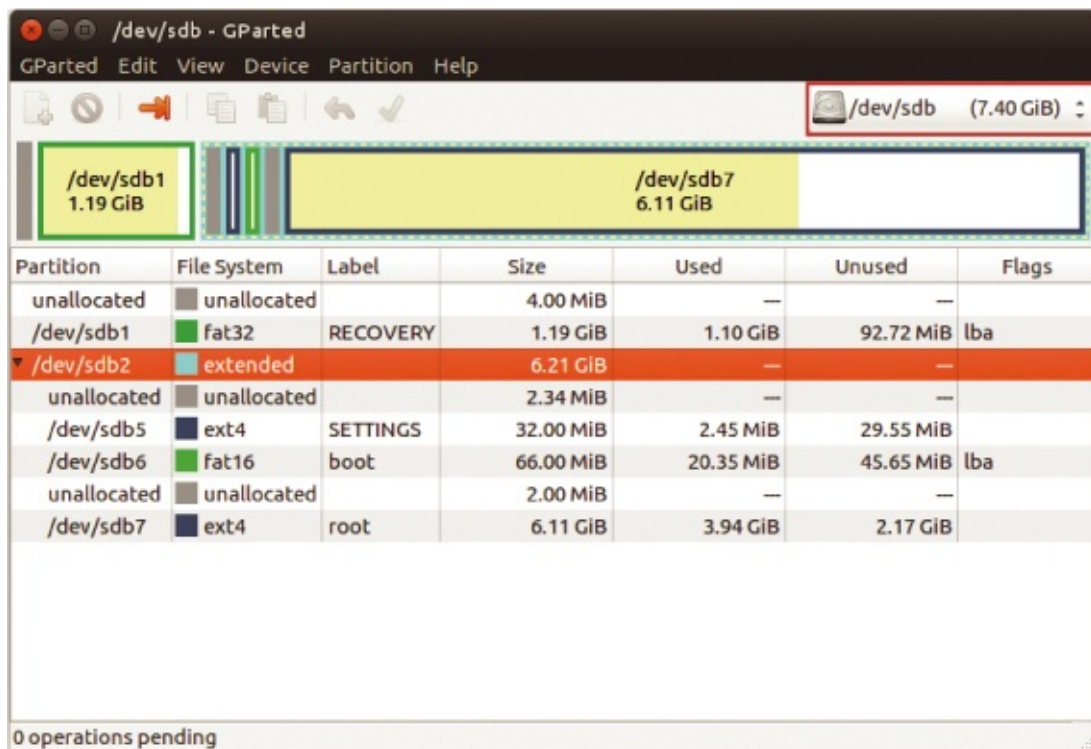 /dev/sdb - GParted
GParted Edit View Device Partition Help
/dev/sdb (7.40 GiB)
/dev/sdb1 /dev/sdb7
1.19 GiB 6.11 GiB
Partition File System Label Size Used Unused Flags
unallocated unallocated 4.00 MiB — —
/dev/sdb1 fat32 RECOVERY 1.19 GiB 1.10 GiB 92.72 MiB lba
/dev/sdb2 extended 6.21 GiB — —
unallocated unallocated 2.34 MiB — —
/dev/sdb5 ext4 SETTINGS 32.00 MiB 2.45 MiB 29.55 MiB
/dev/sdb6 fat16 boot 66.00 MiB 20.35 MiB 45.65 MiB lba
unallocated unallocated 2.00 MiB — —
/dev/sdb7 ext4 root 6.11 GiB 3.94 GiB 2.17 GiB
0 operations pending